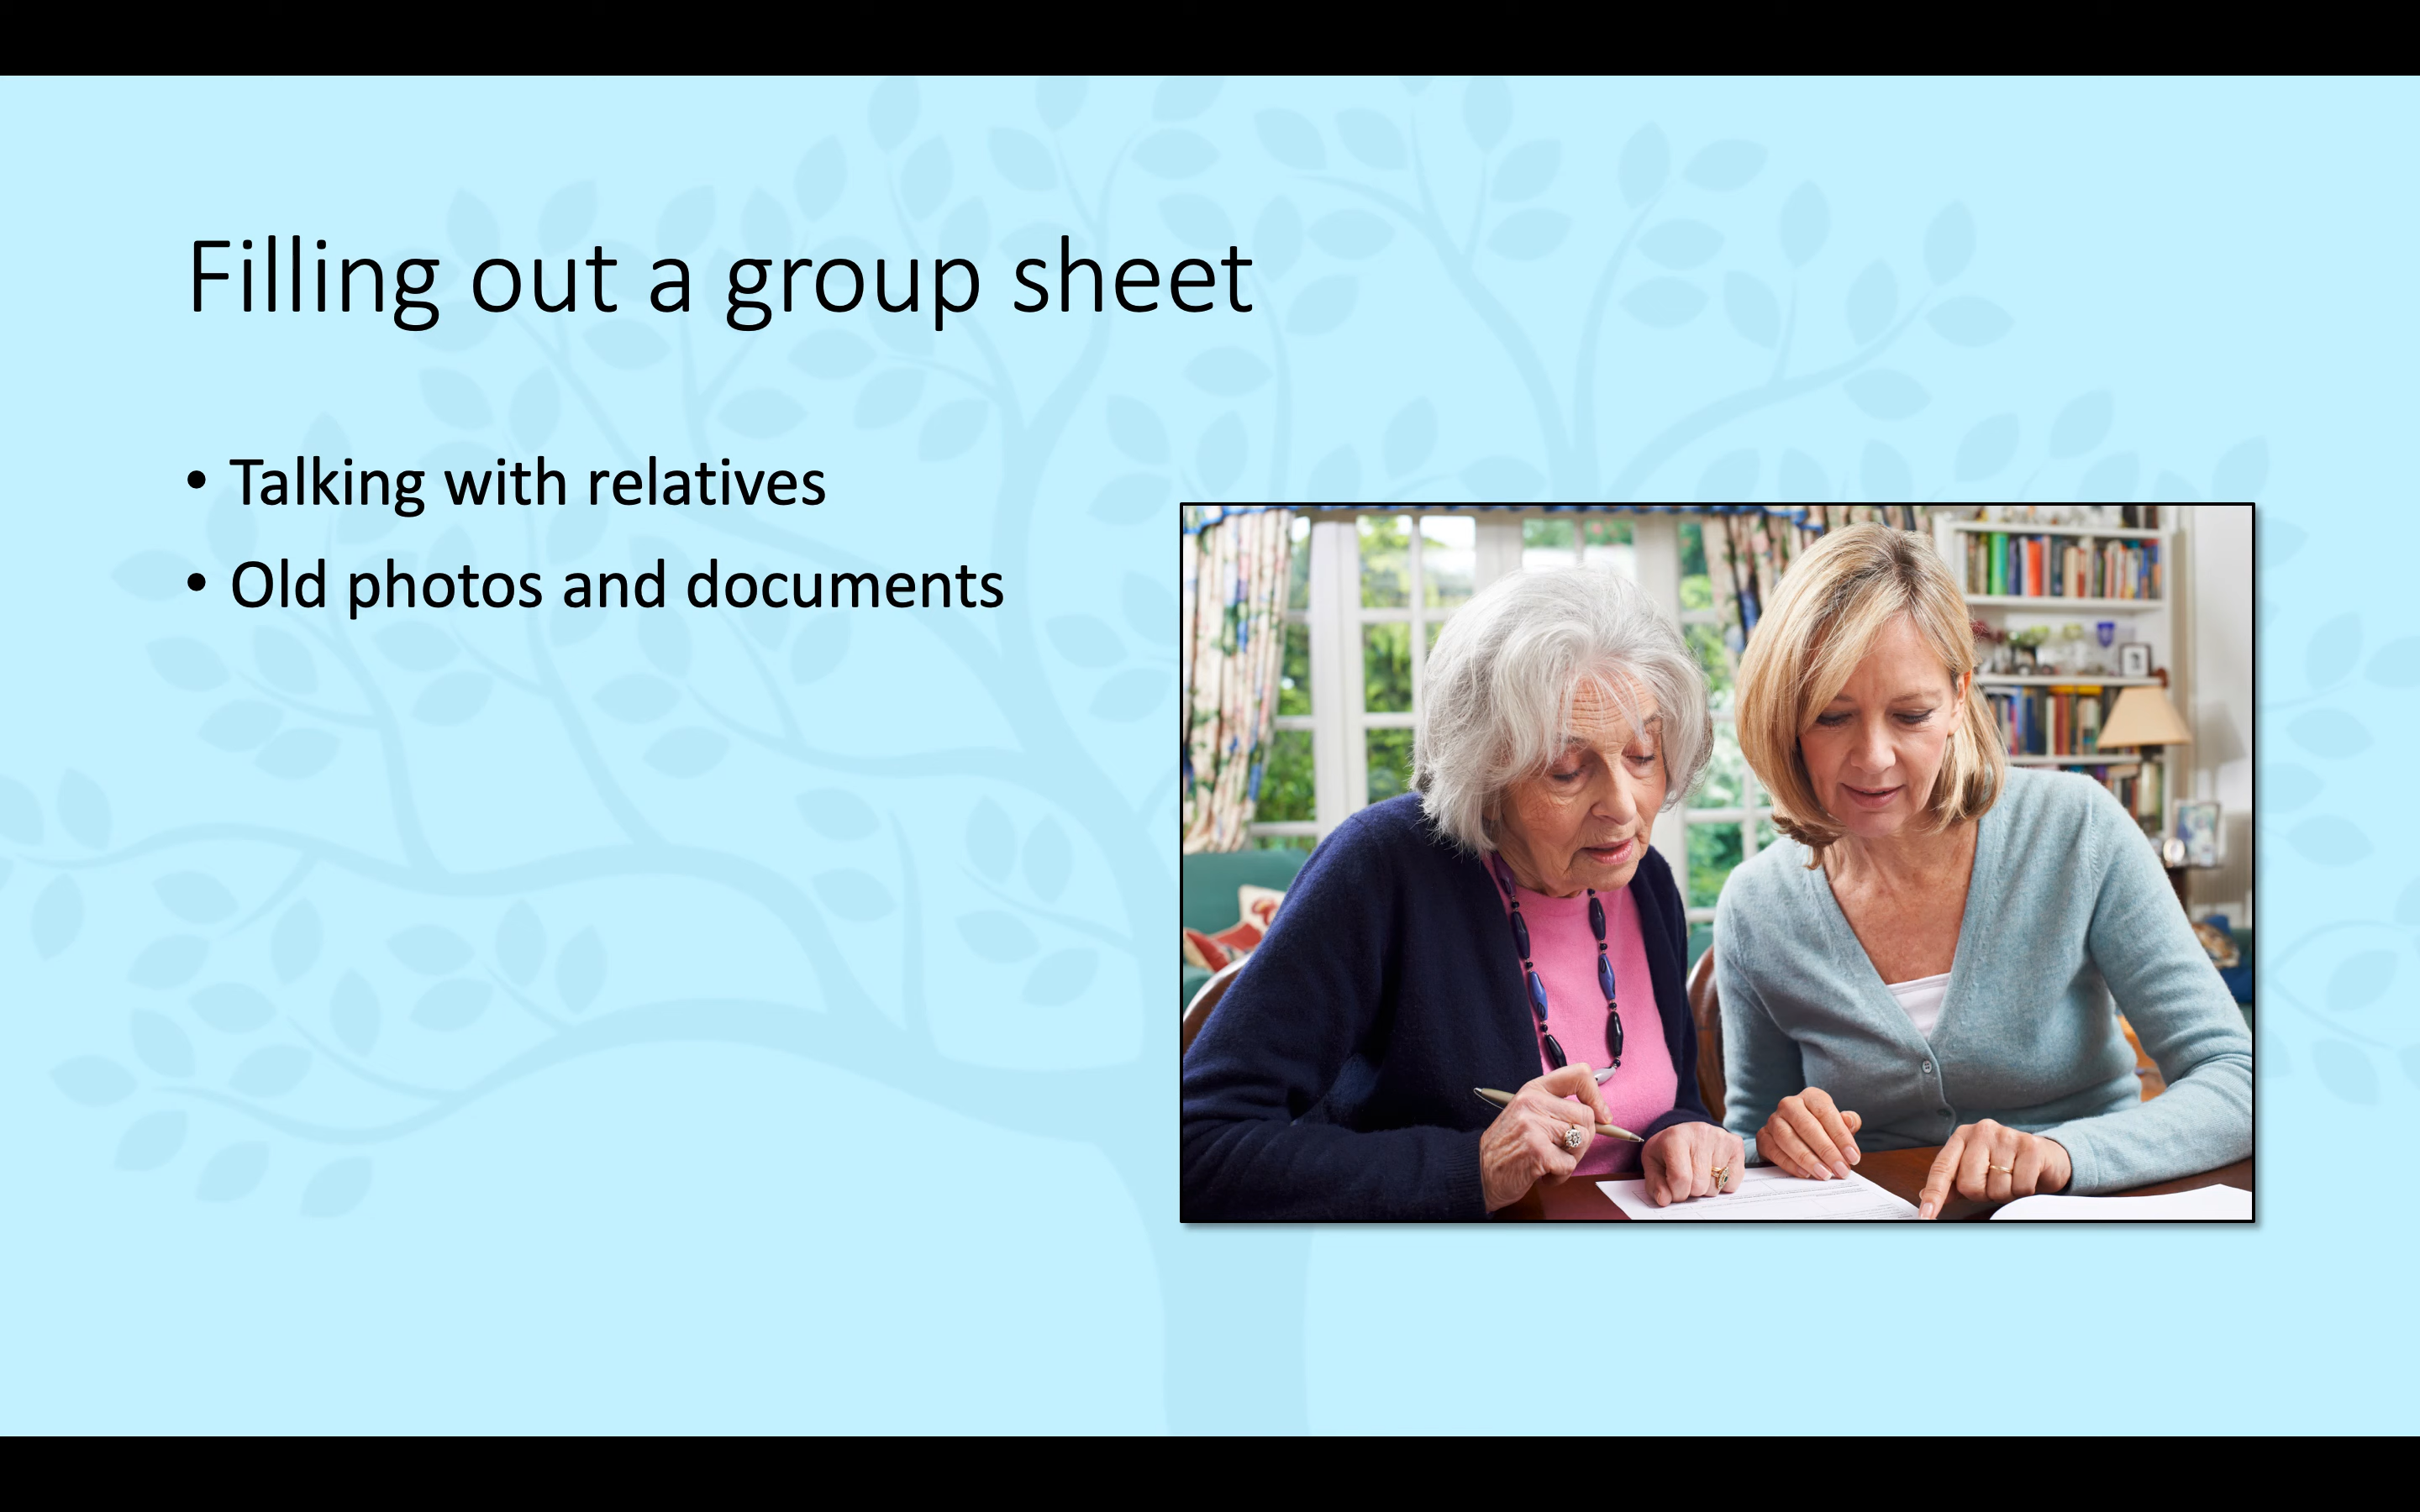 Filling out a group sheet
• Talking with relatives
• Old photos and documents